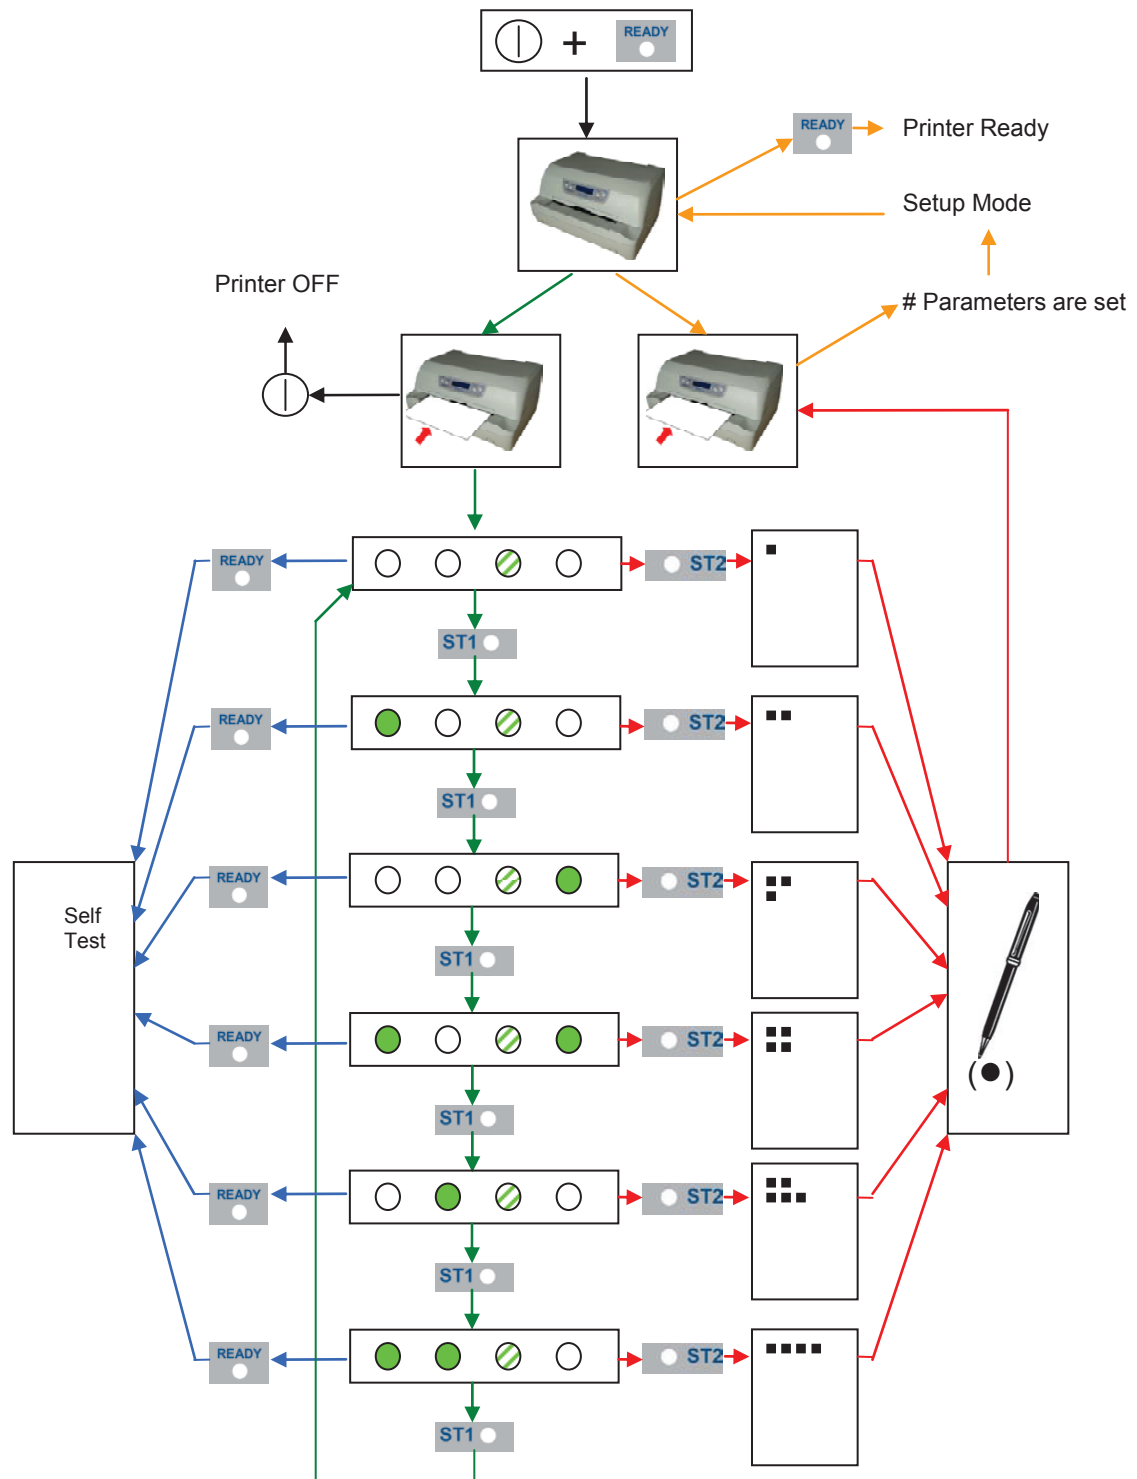 + READY
READY Printer Ready
Setup Mode
Printer OFF
# Parameters are set
READY ST2
ST1
READY ST2
ST1
READY ST2
Self
Test
ST1
READY ST2
( )
ST1
READY ST2
ST1
READY ST2
ST1